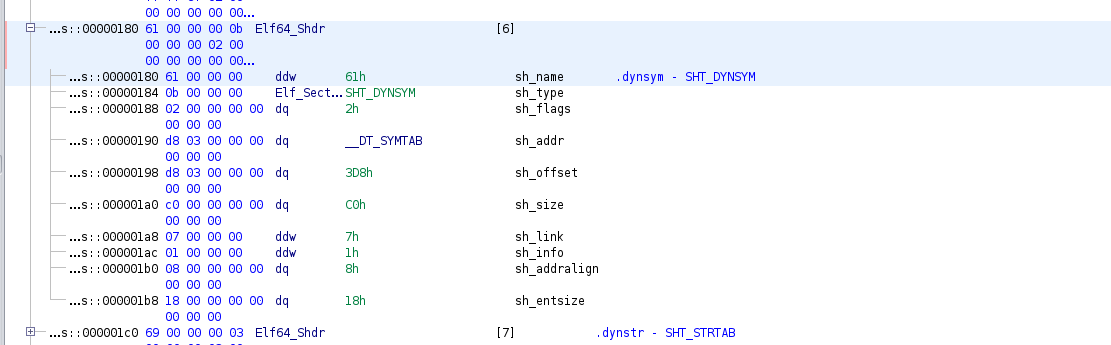 00 00 00 00 00...
...s::00000180 61 00 00 00 0b Elf64_Shdr [6]
00 00 00 02 00
00 00 00 00 00...
...s::00000180 61 00 00 00 ddw 61h sh_name .dynsym - SHT_DYNSYM
...s::00000184 0b 00 00 00 Elf_Sect... SHT_DYNSYM sh_type
...s::00000188 02 00 00 00 00 dq 2h sh_flags
00 00 00
...s::00000190 d8 03 00 00 00 dq __DT_SYMTAB sh_addr
00 00 00
...s::00000198 d8 03 00 00 00 dq 3D8h sh_offset
00 00 00
...s::000001a0 c0 00 00 00 00 dq C0h sh_size
00 00 00
...s::000001a8 07 00 00 00 ddw 7h sh_link
...s::000001ac 01 00 00 00 ddw 1h sh_info
...s::000001b0 08 00 00 00 00 dq 8h sh_addralign
00 00 00
...s::000001b8 18 00 00 00 00 dq 18h sh_entsize
00 00 00
...s::000001c0 69 00 00 00 03 Elf64_Shdr [7] .dynstr - SHT_STRTAB